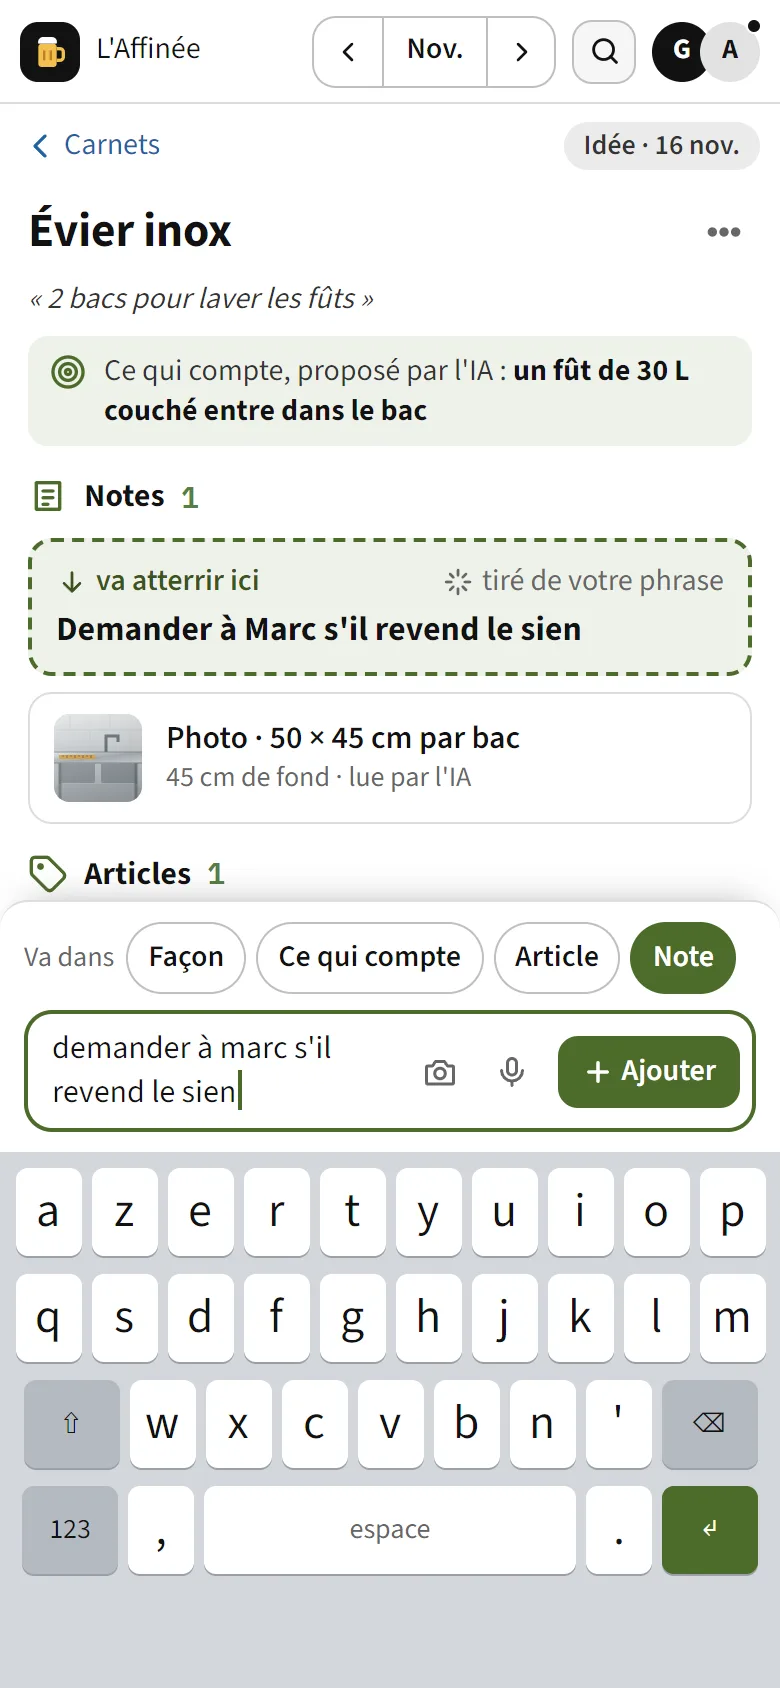 L'Affinée
Nov.
G
A
Carnets
Idée · 16 nov.
Évier inox
« 2 bacs pour laver les fûts »
Ce qui compte, proposé par l'IA : un fût de 30 L
couché entre dans le bac
Notes 1
va atterrir ici
tiré de votre phrase
Demander à Marc s'il revend le sien
Photo · 50 × 45 cm par bac
45 cm de fond · lue par l'IA
Articles 1
Va dans
Façon
Ce qui compte
Article
Note
demander à marc s'il
revend le sien
+ Ajouter
a z e r t y u i o p
q s d f g h j k l m
⇧ w x c v b n ' ⌫
123 , espace . ↲